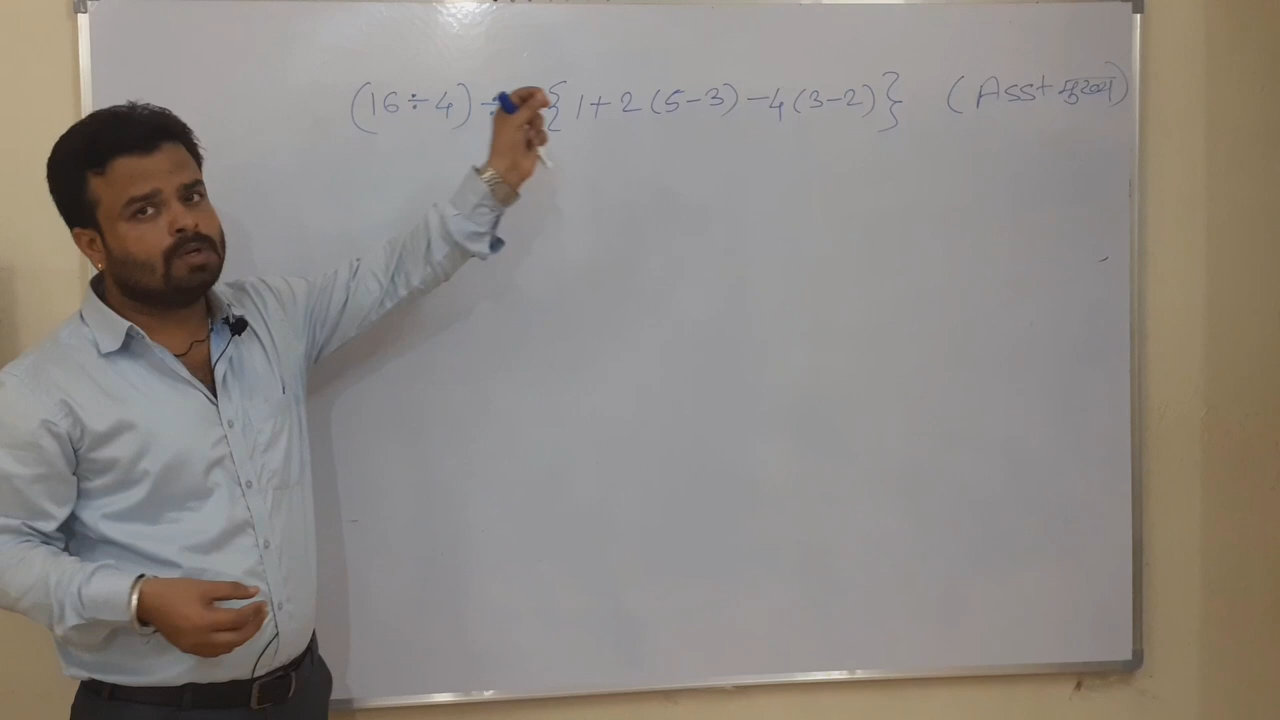 (16÷4) ÷ {1+2(5-3)-4(3-2)} (Asst मुख्य)